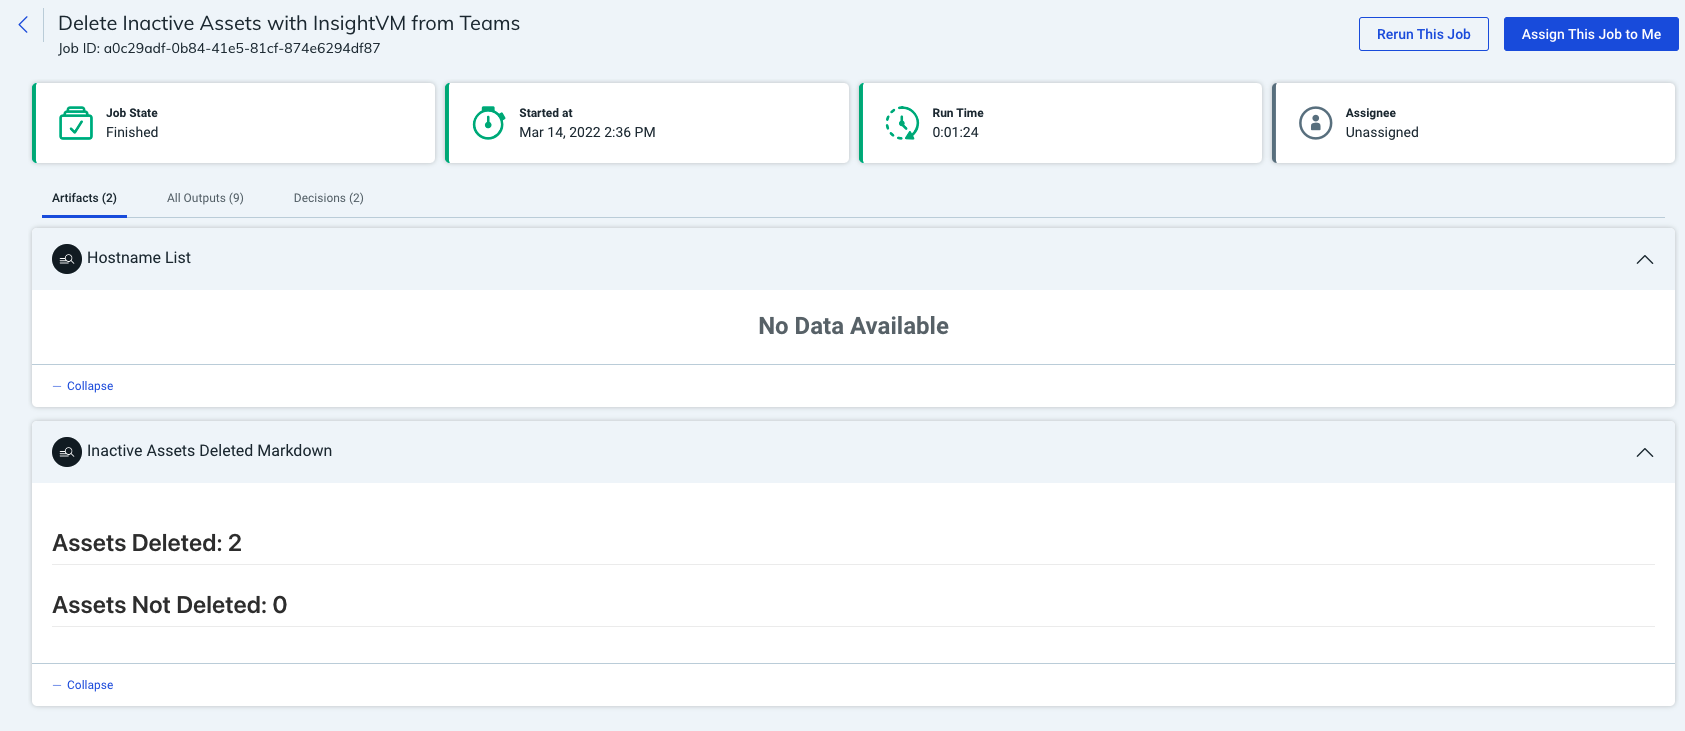 Delete Inactive Assets with InsightVM from Teams
Job ID: a0c29adf-0b84-41e5-81cf-874e6294df87
Rerun This Job
Assign This Job to Me
Job State
Finished
Started at
Mar 14, 2022 2:36 PM
Run Time
0:01:24
Assignee
Unassigned
Artifacts (2)
All Outputs (9)
Decisions (2)
Hostname List
No Data Available
— Collapse
Inactive Assets Deleted Markdown
Assets Deleted: 2
Assets Not Deleted: 0
— Collapse